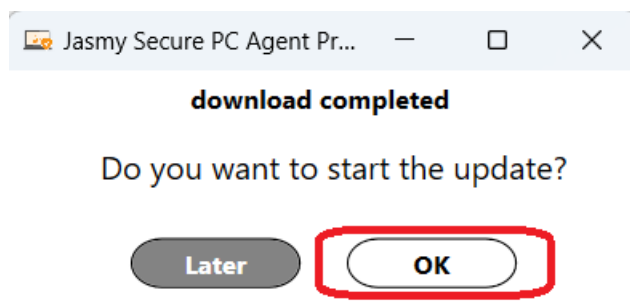 Jasmy Secure PC Agent Pr...
download completed
Do you want to start the update?
Later OK